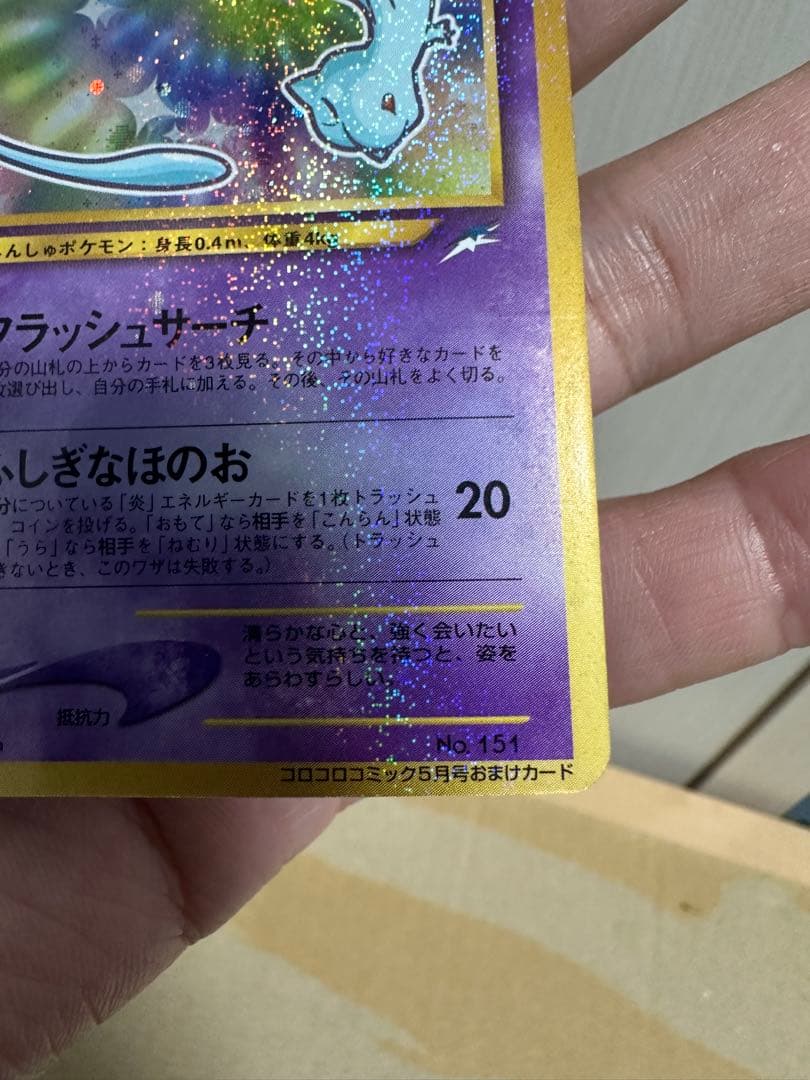 んしゅポケモン：身長0.4m、体重4kg
フラッシュサーチ
分の山札の上からカードを3枚見る。その中から好きなカードを
枚選び出し、自分の手札に加える。その後、その山札をよく切る。
ふしぎなほのお
20
分についている「炎」エネルギーカードを1枚トラッシュ
コインを投げる。「おもて」なら相手を「こんらん」状態
「うら」なら相手を「ねむり」状態にする。（トラッシュ
きないとき、このワザは失敗する。）
清らかな心と、強く会いたい
という気持ちを持つと、姿を
あらわすらしい。
抵抗力
No. 151
コロコロコミック5月号おまけカード